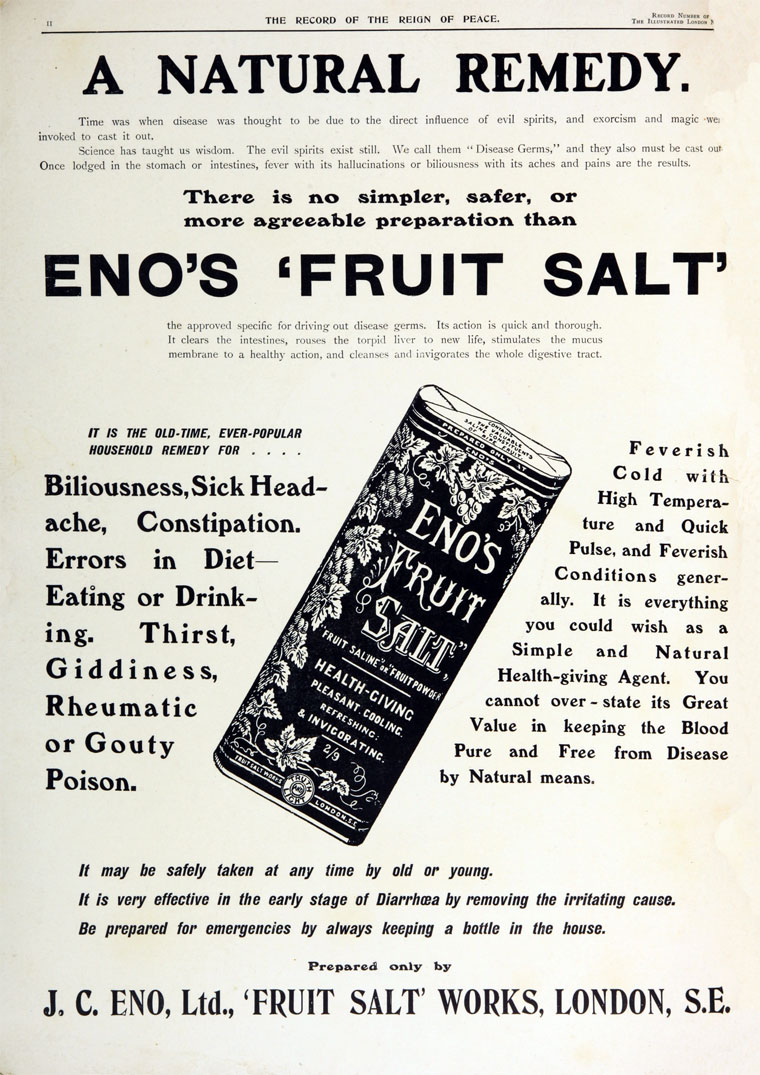 II
THE RECORD OF THE REIGN OF PEACE.
RECORD NUMBER OF
THE ILLUSTRATED LONDON
A NATURAL REMEDY.
Time was when disease was thought to be due to the direct influence of evil spirits, and exorcism and magic
invoked to cast it out.
Science has taught us wisdom. The evil spirits exist still. We call them “Disease Germs,” and they also must be cast out
Once lodged in the stomach or intestines, fever with its hallucinations or biliousness with its aches and pains are the results.
There is no simpler, safer, or
more agreeable preparation than
ENO'S ‘FRUIT SALT’
the approved specific for driving out disease germs. Its action is quick and thorough.
It clears the intestines, rouses the torpid liver to new life, stimulates the mucus
membrane to a healthy action, and cleanses and invigorates the whole digestive tract.
IT IS THE OLD-TIME, EVER-POPULAR
HOUSEHOLD REMEDY FOR . . . .
Biliousness, Sick Head-
ache, Constipation.
Errors in Diet—
Eating or Drink-
ing. Thirst,
Giddiness,
Rheumatic
or Gouty
Poison.
PREPARED ONLY BY
ENO'S
FRUIT
SALT”
FRUIT SALINE” OR “FRUIT POWDER”
HEALTH-GIVING
PLEASANT, COOLING,
REFRESHING,
& INVIGORATING.
2/9
FRUIT SALT WORKS
LONDON, S.E.
Feverish
Cold with
High Tempera-
ture and Quick
Pulse, and Feverish
Conditions gener-
ally. It is everything
you could wish as a
Simple and Natural
Health-giving Agent. You
cannot over-state its Great
Value in keeping the Blood
Pure and Free from Disease
by Natural means.
It may be safely taken at any time by old or young.
It is very effective in the early stage of Diarrhœa by removing the irritating cause.
Be prepared for emergencies by always keeping a bottle in the house.
Prepared only by
J. C. ENO, Ltd., ‘FRUIT SALT’ WORKS, LONDON, S.E.